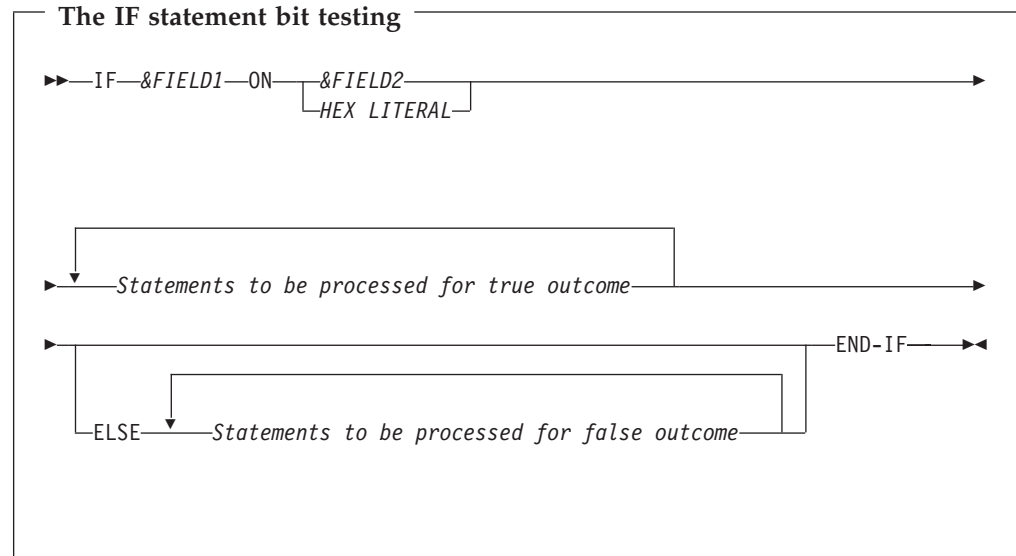 The IF statement bit testing
IF &FIELD1 ON &FIELD2
HEX LITERAL
Statements to be processed for true outcome
END-IF
ELSE Statements to be processed for false outcome